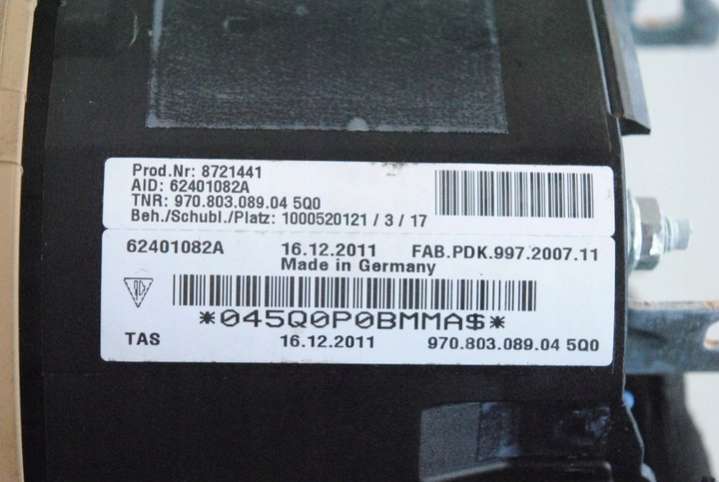 Prod.Nr: 8721441
AID: 62401082A
TNR: 970.803.089.04 5Q0
Beh./Schubl./Platz: 1000520121 / 3 / 17
62401082A 16.12.2011 FAB.PDK.997.2007.11
Made in Germany
*045Q0P0BMMA$*
TAS 16.12.2011 970.803.089.04 5Q0